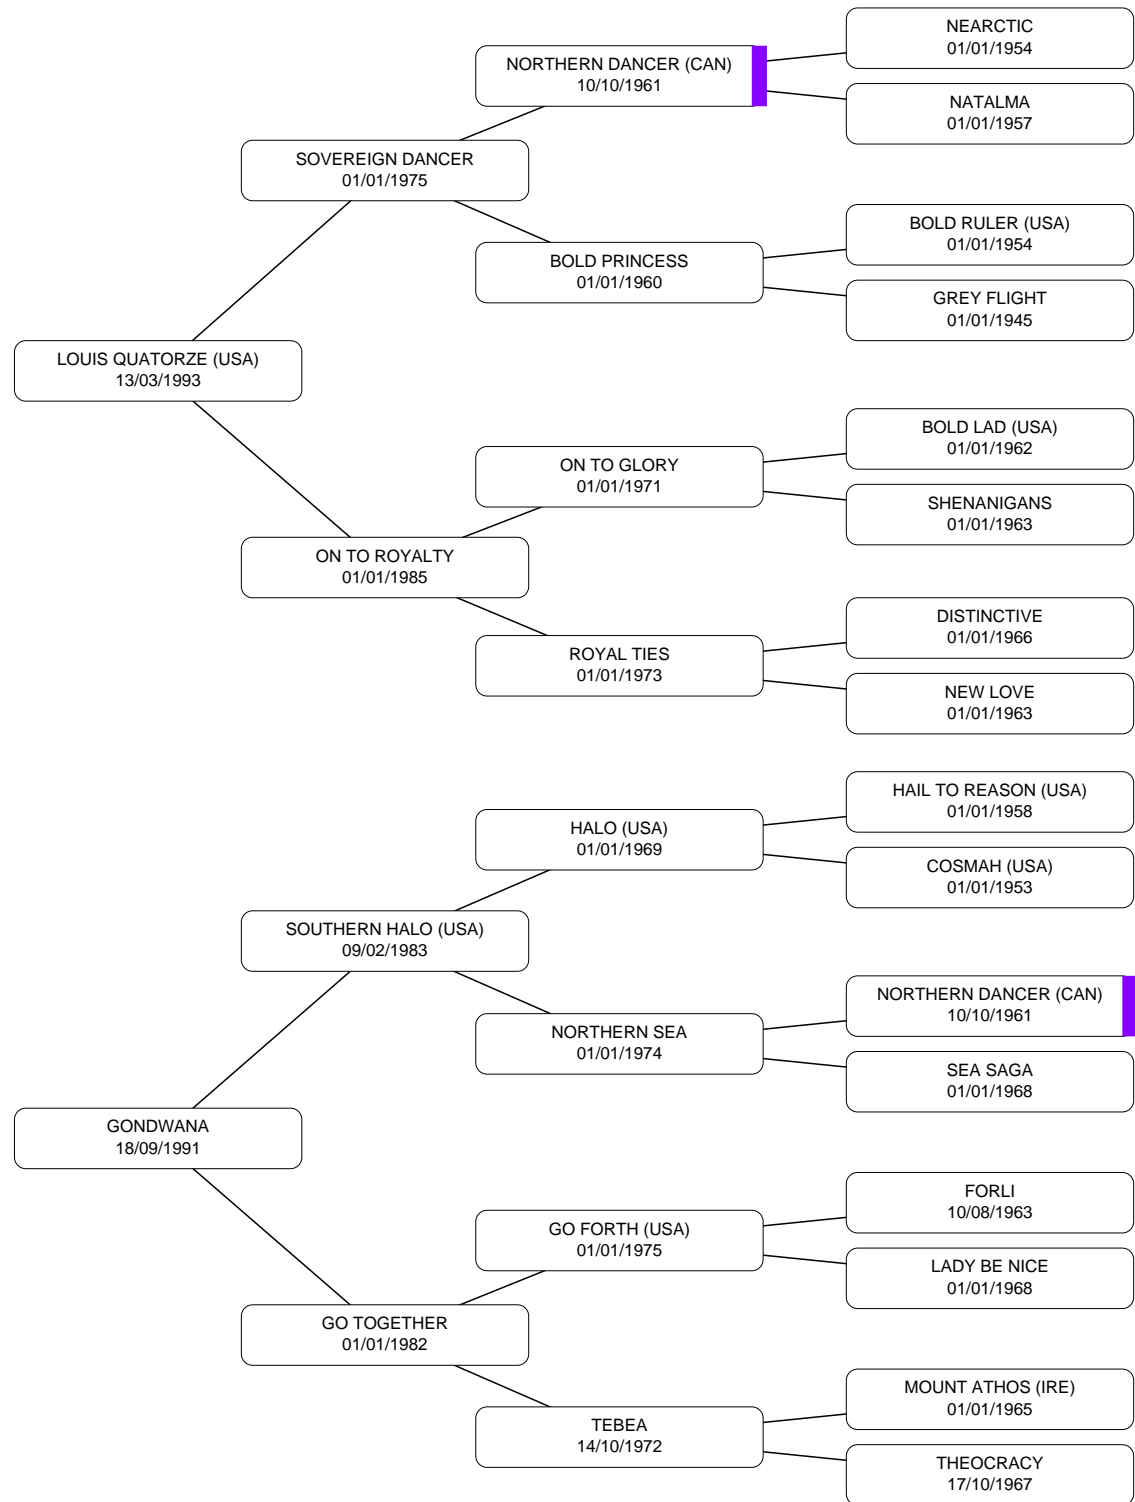 NEARCTIC
01/01/1954
NORTHERN DANCER (CAN)
10/10/1961
NATALMA
01/01/1957
SOVEREIGN DANCER
01/01/1975
BOLD RULER (USA)
01/01/1954
BOLD PRINCESS
01/01/1960
GREY FLIGHT
01/01/1945
LOUIS QUATORZE (USA)
13/03/1993
BOLD LAD (USA)
01/01/1962
ON TO GLORY
01/01/1971
SHENANIGANS
01/01/1963
ON TO ROYALTY
01/01/1985
DISTINCTIVE
01/01/1966
ROYAL TIES
01/01/1973
NEW LOVE
01/01/1963
HAIL TO REASON (USA)
01/01/1958
HALO (USA)
01/01/1969
COSMAH (USA)
01/01/1953
SOUTHERN HALO (USA)
09/02/1983
NORTHERN DANCER (CAN)
10/10/1961
NORTHERN SEA
01/01/1974
SEA SAGA
01/01/1968
GONDWANA
18/09/1991
FORLI
10/08/1963
GO FORTH (USA)
01/01/1975
LADY BE NICE
01/01/1968
GO TOGETHER
01/01/1982
MOUNT ATHOS (IRE)
01/01/1965
TEBEA
14/10/1972
THEOCRACY
17/10/1967